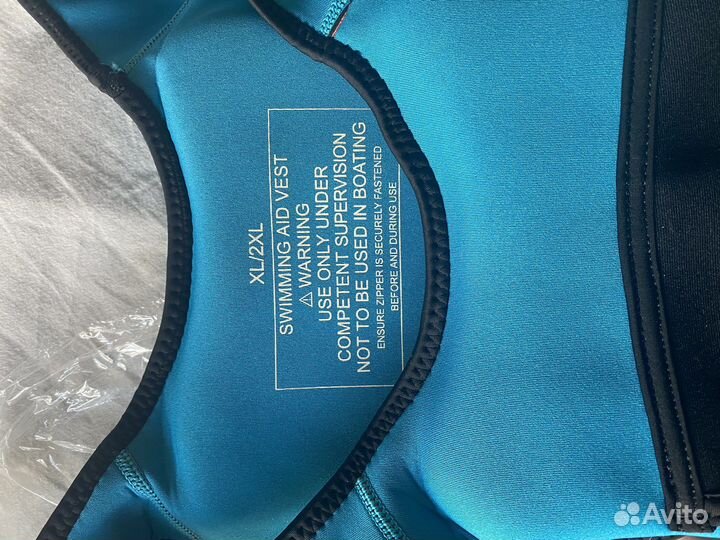 XL/2XL
SWIMMING AID VEST
⚠ WARNING
USE ONLY UNDER
COMPETENT SUPERVISION
NOT TO BE USED IN BOATING
ENSURE ZIPPER IS SECURELY FASTENED
BEFORE AND DURING USE
Avito